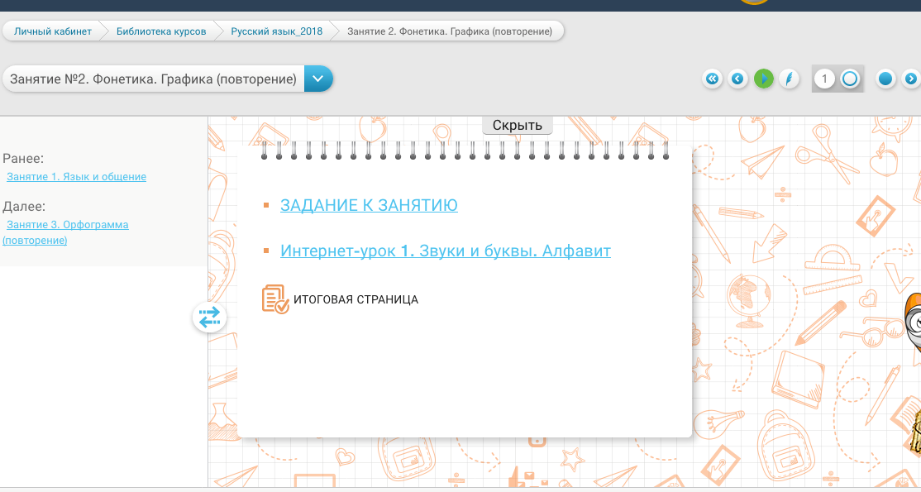 Личный кабинет Библиотека курсов Русский язык_2018 Занятие 2. Фонетика. Графика (повторение)
Занятие №2. Фонетика. Графика (повторение)
1
Скрыть
Ранее:
Занятие 1. Язык и общение
Далее:
Занятие 3. Орфограмма
(повторение)
ЗАДАНИЕ К ЗАНЯТИЮ
Интернет-урок 1. Звуки и буквы. Алфавит
ИТОГОВАЯ СТРАНИЦА